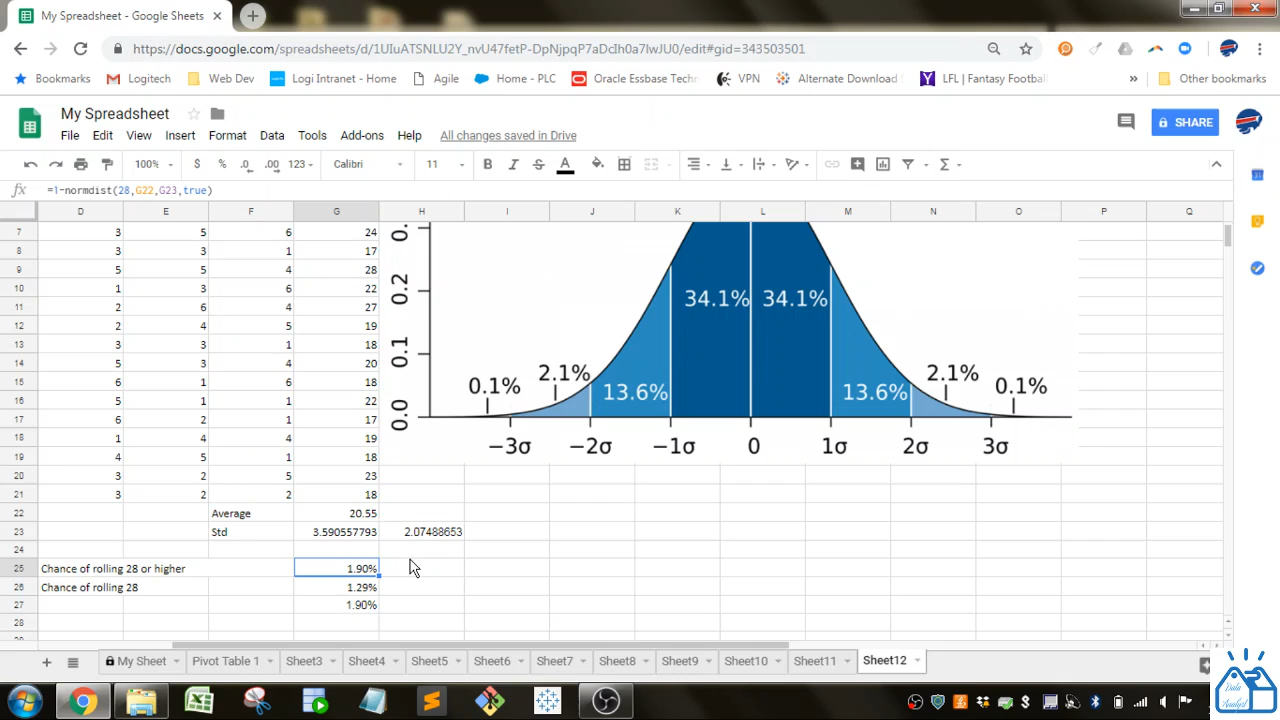 My Spreadsheet - Google Sheets
https://docs.google.com/spreadsheets/d/1UIuATSNLU2Y_nvU47fetP-DpNjpqP7aDclh0a7lwJU0/edit#gid=343503501
Bookmarks Logitech Web Dev Logi Intranet - Home Agile Home - PLC Oracle Essbase Techn VPN Alternate Download LFL | Fantasy Football » Other bookmarks
My Spreadsheet
File Edit View Insert Format Data Tools Add-ons Help All changes saved in Drive SHARE
100% $ % .0 .00 123 Calibri 11 B I S A Σ
fx =1-normdist(28,G22,G23,true)
D E F G H I J K L M N O P Q
7 3 5 6 24 0.
8 3 3 1 17
9 5 5 4 28
10 1 3 6 22 0.2 34.1% 34.1%
11 2 6 4 27
12 2 4 5 19
13 3 3 1 18
14 5 3 4 20 0.1
15 6 1 6 18 0.1% 2.1% 2.1% 0.1%
16 5 1 1 22 13.6% 13.6%
17 6 2 1 17 0.0
18 1 4 4 19 −3σ −2σ −1σ 0 1σ 2σ 3σ
19 4 5 1 18
20 3 2 5 23
21 3 2 2 18
22 Average 20.55
23 Std 3.590557793 2.07488653
24
25 Chance of rolling 28 or higher 1.90%
26 Chance of rolling 28 1.29%
27 1.90%
28
My Sheet Pivot Table 1 Sheet3 Sheet4 Sheet5 Sheet6 Sheet7 Sheet8 Sheet9 Sheet10 Sheet11 Sheet12
Data
Analyst